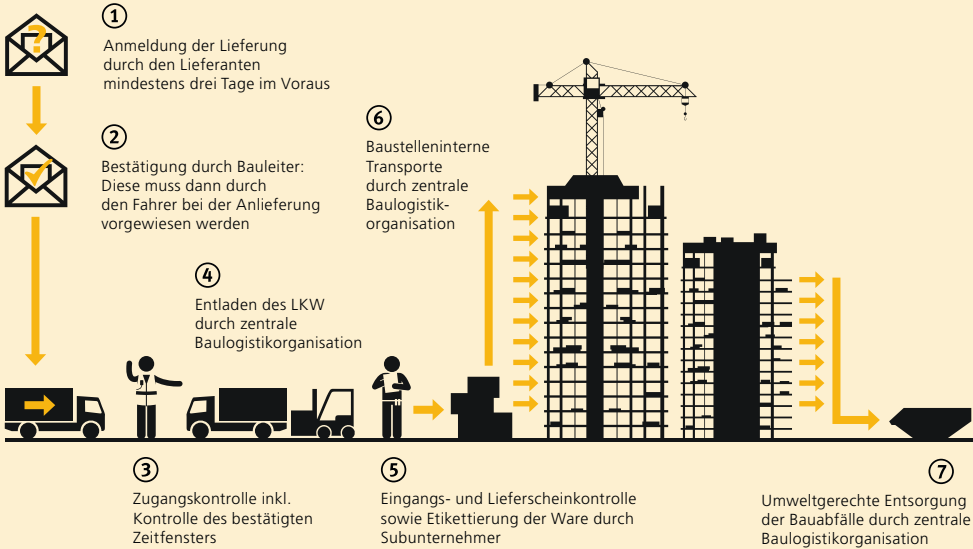 1
Anmeldung der Lieferung
durch den Lieferanten
mindestens drei Tage im Voraus
2
Bestätigung durch Bauleiter:
Diese muss dann durch
den Fahrer bei der Anlieferung
vorgewiesen werden
3
Zugangskontrolle inkl.
Kontrolle des bestätigten
Zeitfensters
4
Entladen des LKW
durch zentrale
Baulogistikorganisation
5
Eingangs- und Lieferscheinkontrolle
sowie Etikettierung der Ware durch
Subunternehmer
6
Baustelleninterne
Transporte
durch zentrale
Baulogistik-
organisation
7
Umweltgerechte Entsorgung
der Bauabfälle durch zentrale
Baulogistikorganisation
?